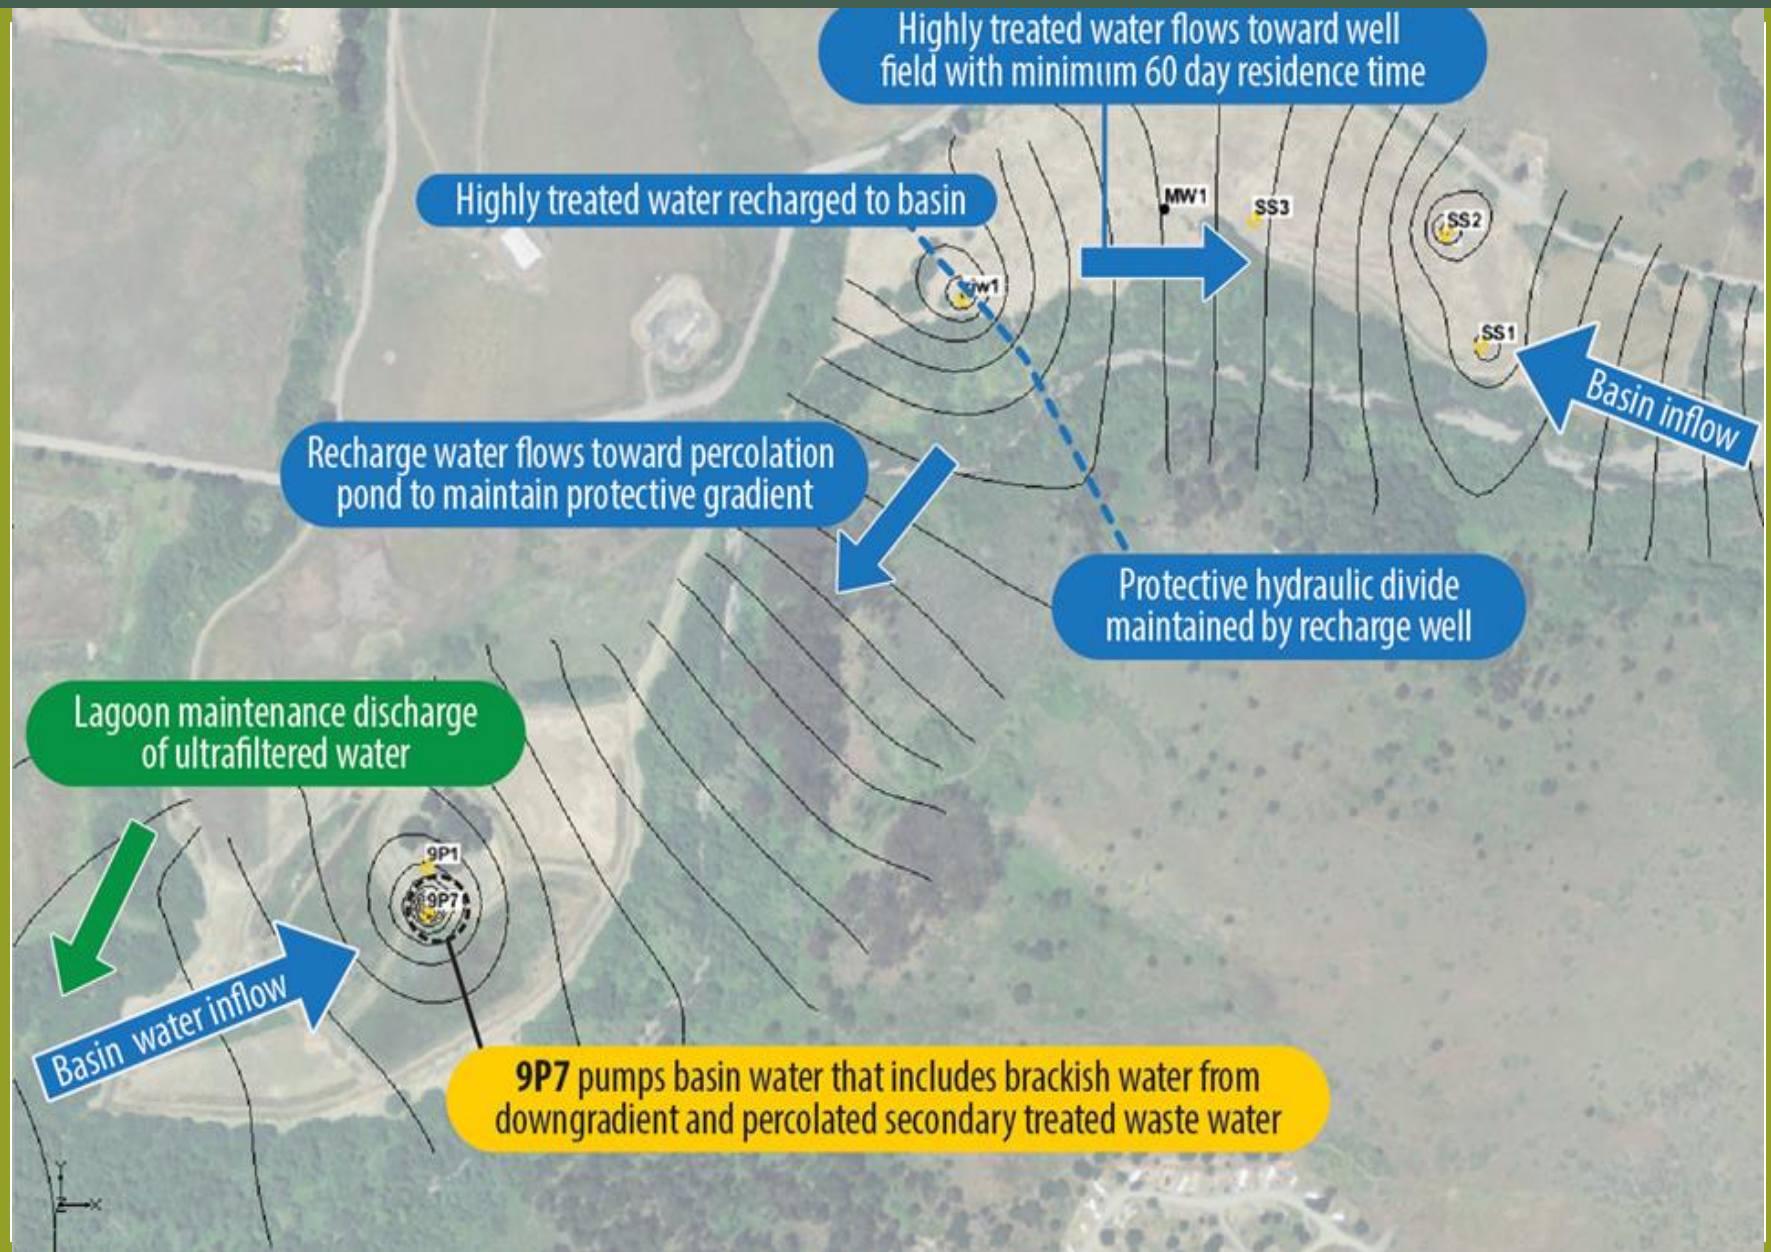 Highly treated water flows toward well
field with minimum 60 day residence time
Highly treated water recharged to basin
MW1
SS3
SS2
SS1
Basin inflow
Recharge water flows toward percolation
pond to maintain protective gradient
Protective hydraulic divide
maintained by recharge well
Lagoon maintenance discharge
of ultrafiltered water
9P1
9P7
Basin water inflow
9P7 pumps basin water that includes brackish water from
downgradient and percolated secondary treated waste water
Y
Z X